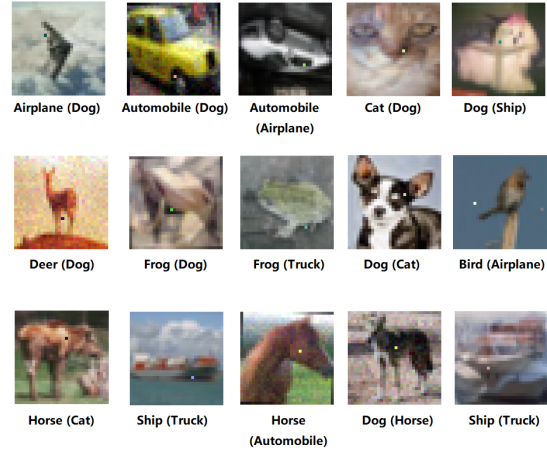 Airplane (Dog)
Automobile (Dog)
Automobile
(Airplane)
Cat (Dog)
Dog (Ship)
Deer (Dog)
Frog (Dog)
Frog (Truck)
Dog (Cat)
Bird (Airplane)
Horse (Cat)
Ship (Truck)
Horse
(Automobile)
Dog (Horse)
Ship (Truck)